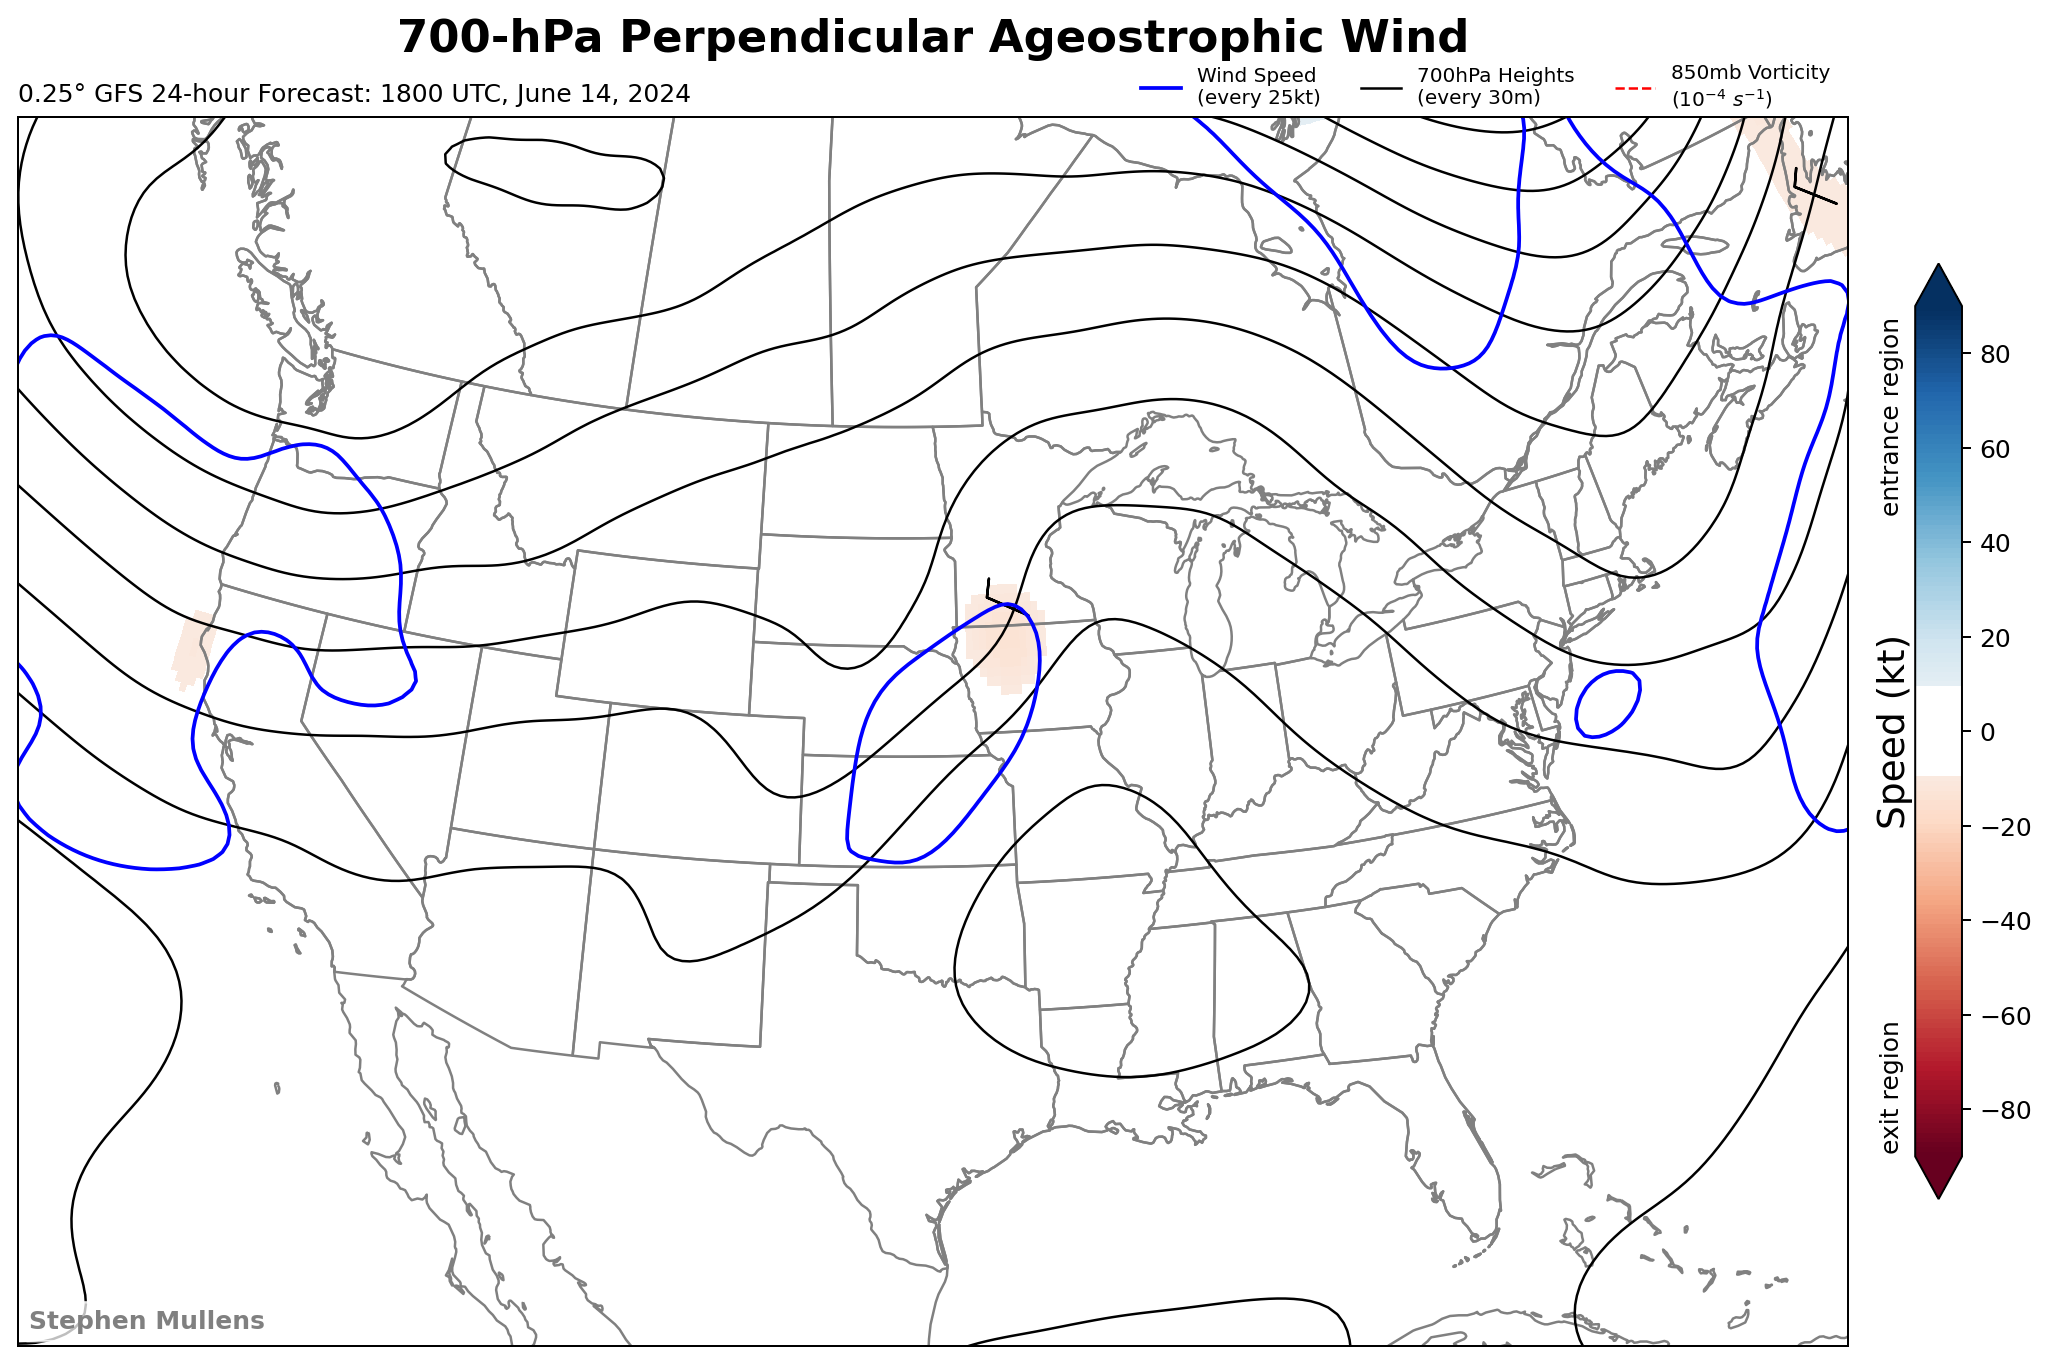 700-hPa Perpendicular Ageostrophic Wind
0.25° GFS 24-hour Forecast: 1800 UTC, June 14, 2024
Wind Speed
(every 25kt)
700hPa Heights
(every 30m)
850mb Vorticity
(10⁻⁴ s⁻¹)
entrance region
Speed (kt)
exit region
80
60
40
20
0
−20
−40
−60
−80
Stephen Mullens